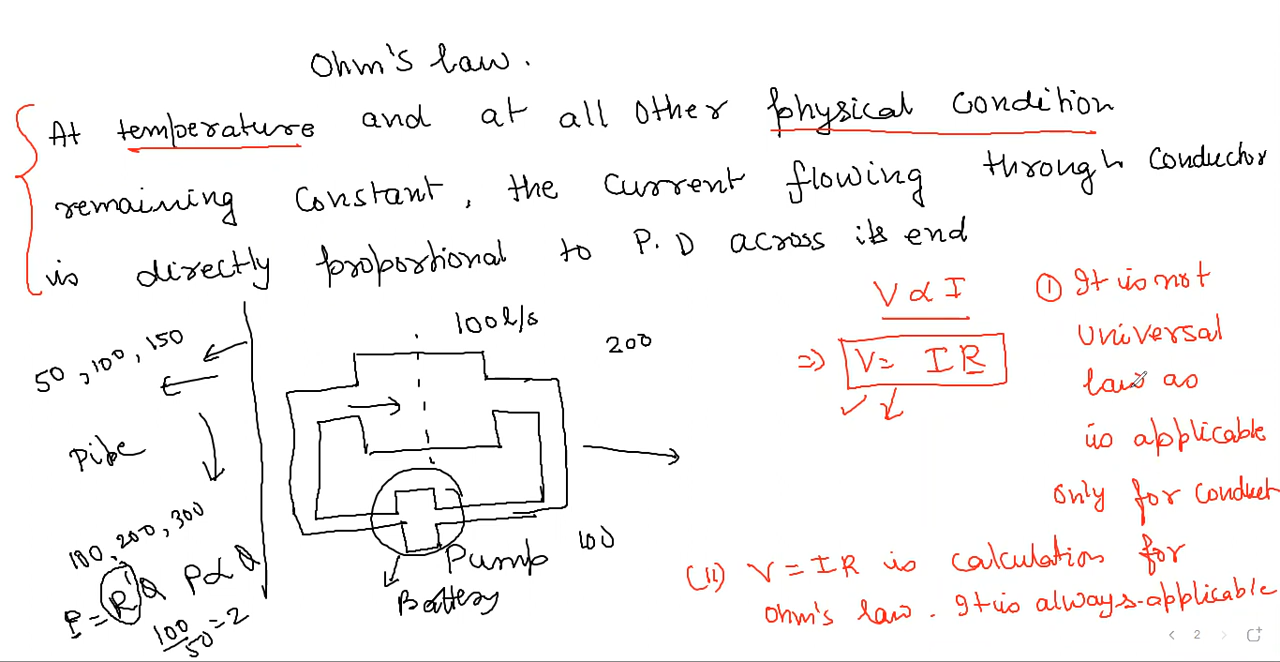 Ohm's law.
At temperature and at all other physical condition
remaining constant, the current flowing through conductor
is directly proportional to P.D across its end
V ∝ I
⇒) V = IR
① It is not
universal
law as
is applicable
only for conduct
(II) V = IR is calculation for
ohm's law. It is always applicable
50, 100, 150
Pipe
100, 200, 300
P = R Q P ∝ Q
100/50 = 2
100 l/s
200
Pump 100
Battery
2